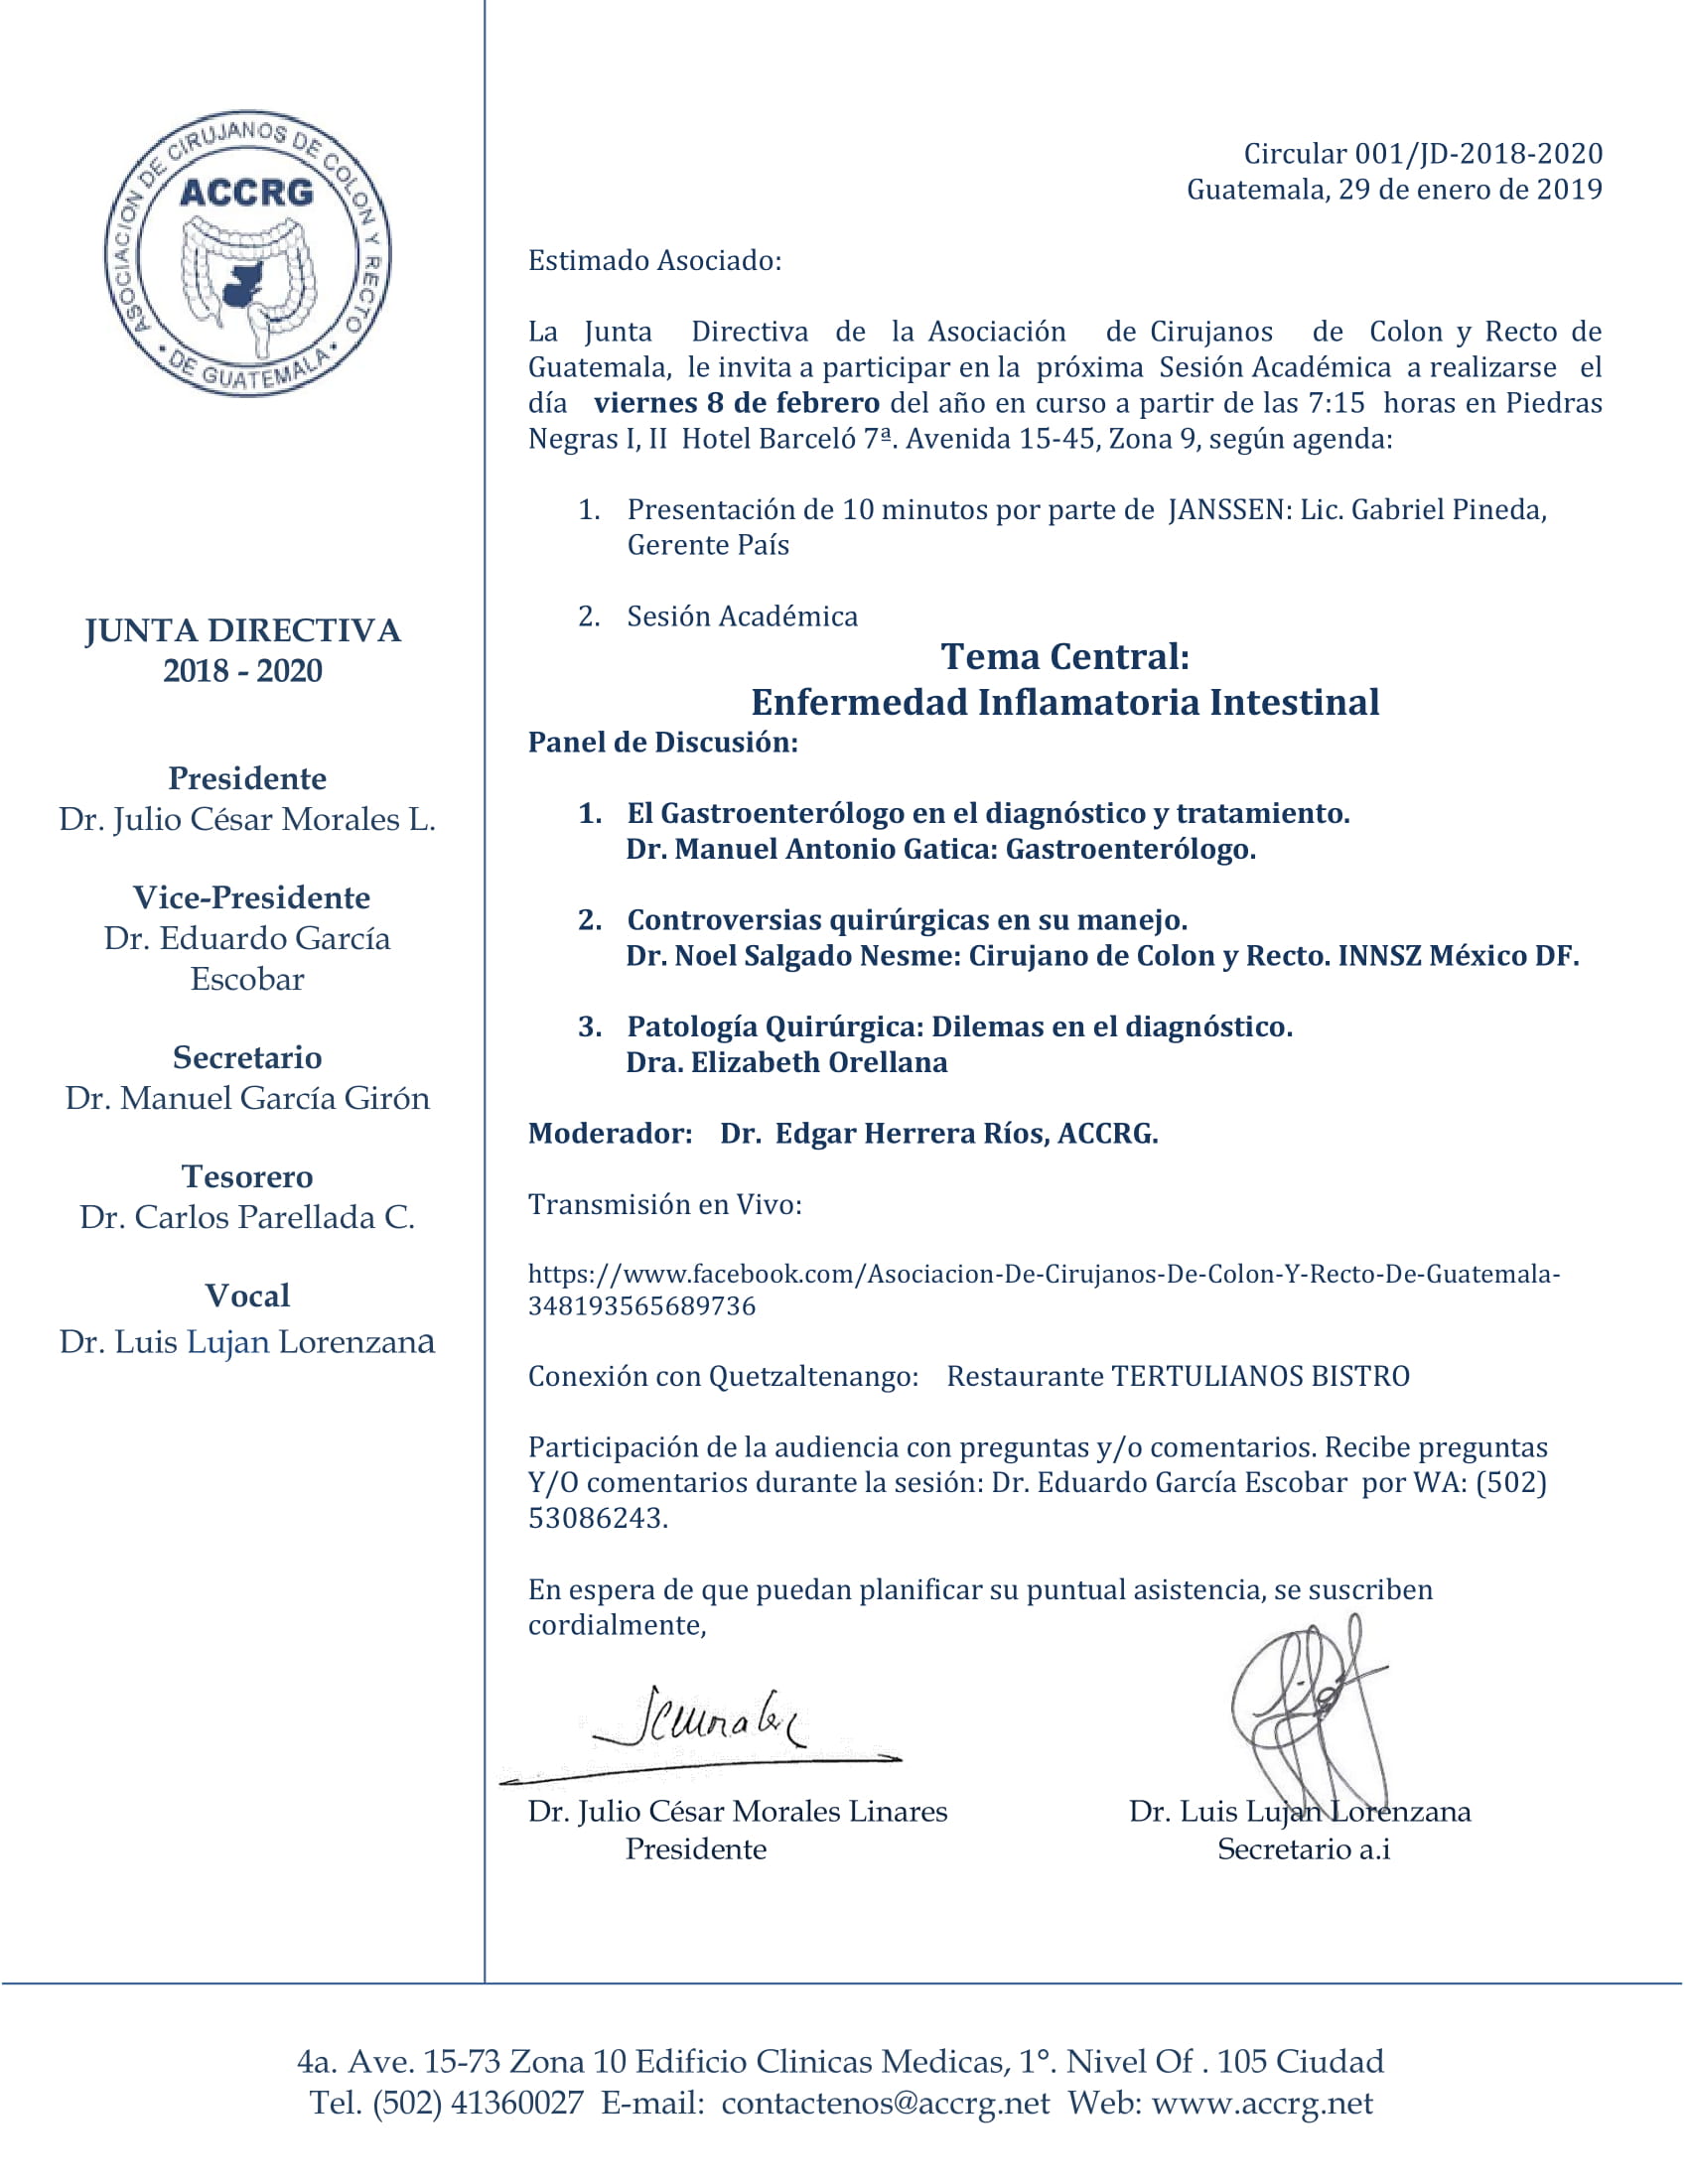 ASOCIACION DE CIRUJANOS DE COLON Y RECTO
• DE GUATEMALA •
ACCRG
JUNTA DIRECTIVA
2018 - 2020
Presidente
Dr. Julio César Morales L.
Vice-Presidente
Dr. Eduardo García
Escobar
Secretario
Dr. Manuel García Girón
Tesorero
Dr. Carlos Parellada C.
Vocal
Dr. Luis Lujan Lorenzana
Circular 001/JD-2018-2020
Guatemala, 29 de enero de 2019
Estimado Asociado:
La Junta Directiva de la Asociación de Cirujanos de Colon y Recto de
Guatemala, le invita a participar en la próxima Sesión Académica a realizarse el
día viernes 8 de febrero del año en curso a partir de las 7:15 horas en Piedras
Negras I, II Hotel Barceló 7ª. Avenida 15-45, Zona 9, según agenda:
1. Presentación de 10 minutos por parte de JANSSEN: Lic. Gabriel Pineda,
Gerente País
2. Sesión Académica
Tema Central:
Enfermedad Inflamatoria Intestinal
Panel de Discusión:
1. El Gastroenterólogo en el diagnóstico y tratamiento.
Dr. Manuel Antonio Gatica: Gastroenterólogo.
2. Controversias quirúrgicas en su manejo.
Dr. Noel Salgado Nesme: Cirujano de Colon y Recto. INNSZ México DF.
3. Patología Quirúrgica: Dilemas en el diagnóstico.
Dra. Elizabeth Orellana
Moderador: Dr. Edgar Herrera Ríos, ACCRG.
Transmisión en Vivo:
https://www.facebook.com/Asociacion-De-Cirujanos-De-Colon-Y-Recto-De-Guatemala-
348193565689736
Conexión con Quetzaltenango: Restaurante TERTULIANOS BISTRO
Participación de la audiencia con preguntas y/o comentarios. Recibe preguntas
Y/O comentarios durante la sesión: Dr. Eduardo García Escobar por WA: (502)
53086243.
En espera de que puedan planificar su puntual asistencia, se suscriben
cordialmente,
Dr. Julio César Morales Linares
Presidente
Dr. Luis Lujan Lorenzana
Secretario a.i
4a. Ave. 15-73 Zona 10 Edificio Clinicas Medicas, 1°. Nivel Of . 105 Ciudad
Tel. (502) 41360027 E-mail: contactenos@accrg.net Web: www.accrg.net